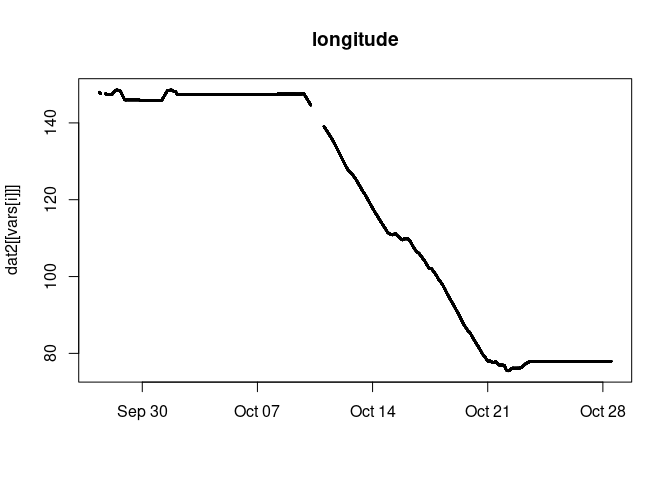 longitude
dat2[[vars[i]]]
140
120
100
80
Sep 30
Oct 07
Oct 14
Oct 21
Oct 28